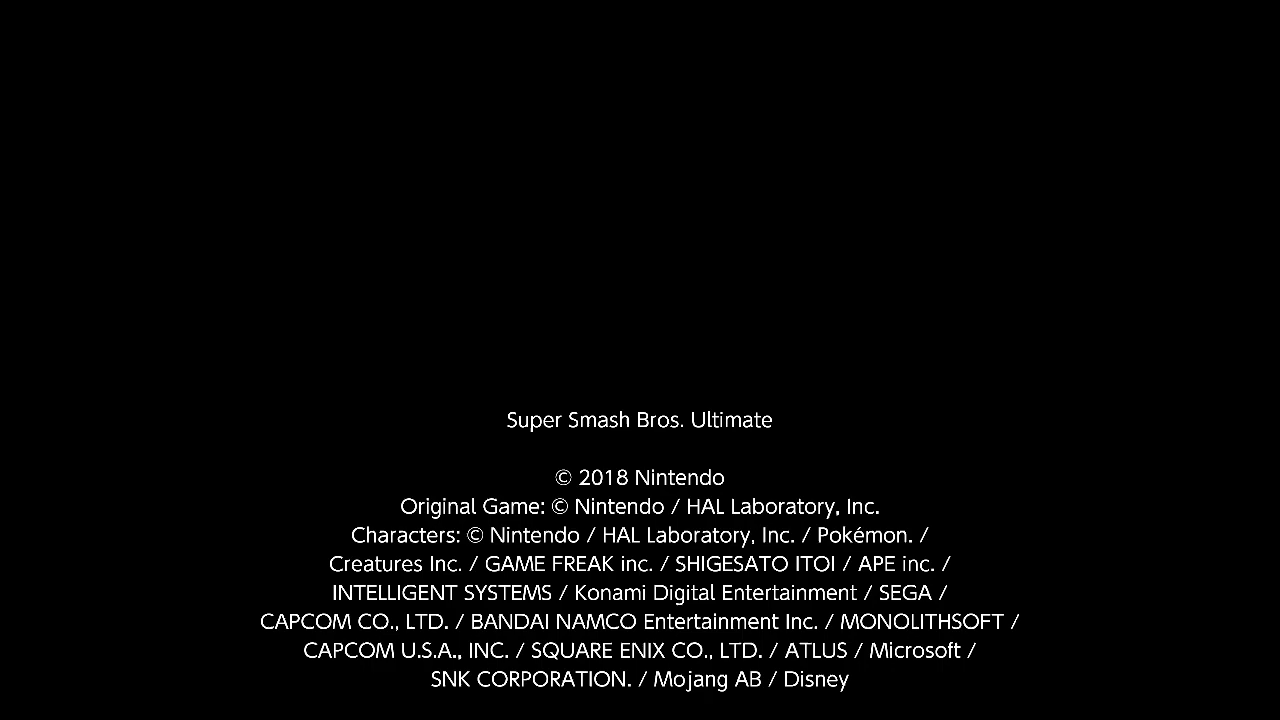 Super Smash Bros. Ultimate
© 2018 Nintendo
Original Game: © Nintendo / HAL Laboratory, Inc.
Characters: © Nintendo / HAL Laboratory, Inc. / Pokémon. /
Creatures Inc. / GAME FREAK inc. / SHIGESATO ITOI / APE inc. /
INTELLIGENT SYSTEMS / Konami Digital Entertainment / SEGA /
CAPCOM CO., LTD. / BANDAI NAMCO Entertainment Inc. / MONOLITHSOFT /
CAPCOM U.S.A., INC. / SQUARE ENIX CO., LTD. / ATLUS / Microsoft /
SNK CORPORATION. / Mojang AB / Disney